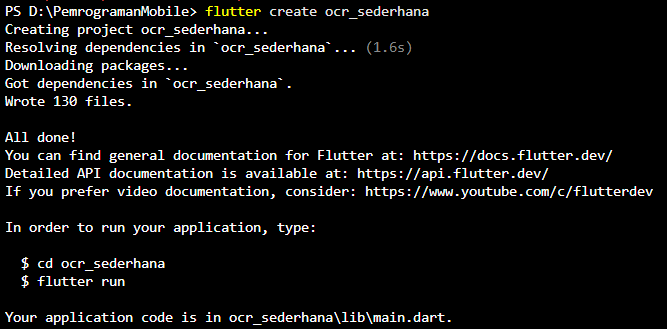 PS D:\PemrogramanMobile> flutter create ocr_sederhana
Creating project ocr_sederhana...
Resolving dependencies in `ocr_sederhana`... (1.6s)
Downloading packages...
Got dependencies in `ocr_sederhana`.
Wrote 130 files.

All done!
You can find general documentation for Flutter at: https://docs.flutter.dev/
Detailed API documentation is available at: https://api.flutter.dev/
If you prefer video documentation, consider: https://www.youtube.com/c/flutterdev

In order to run your application, type:

  $ cd ocr_sederhana
  $ flutter run

Your application code is in ocr_sederhana\lib\main.dart.